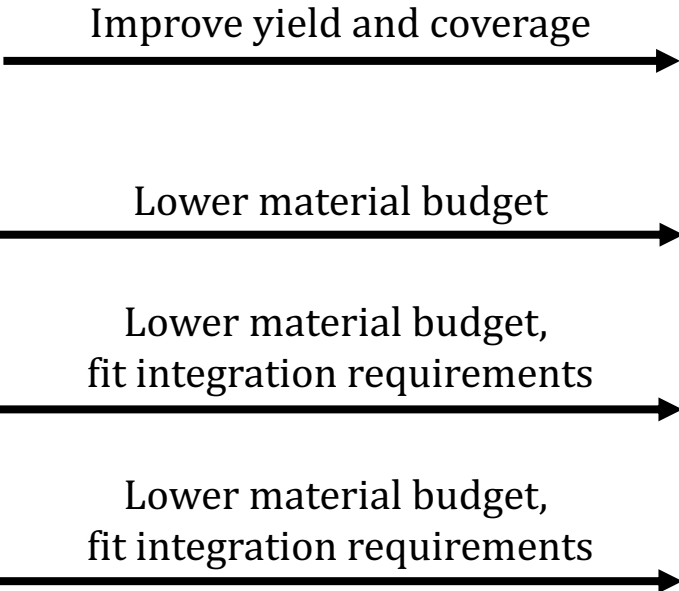 Improve yield and coverage
Lower material budget
Lower material budget,
fit integration requirements
Lower material budget,
fit integration requirements